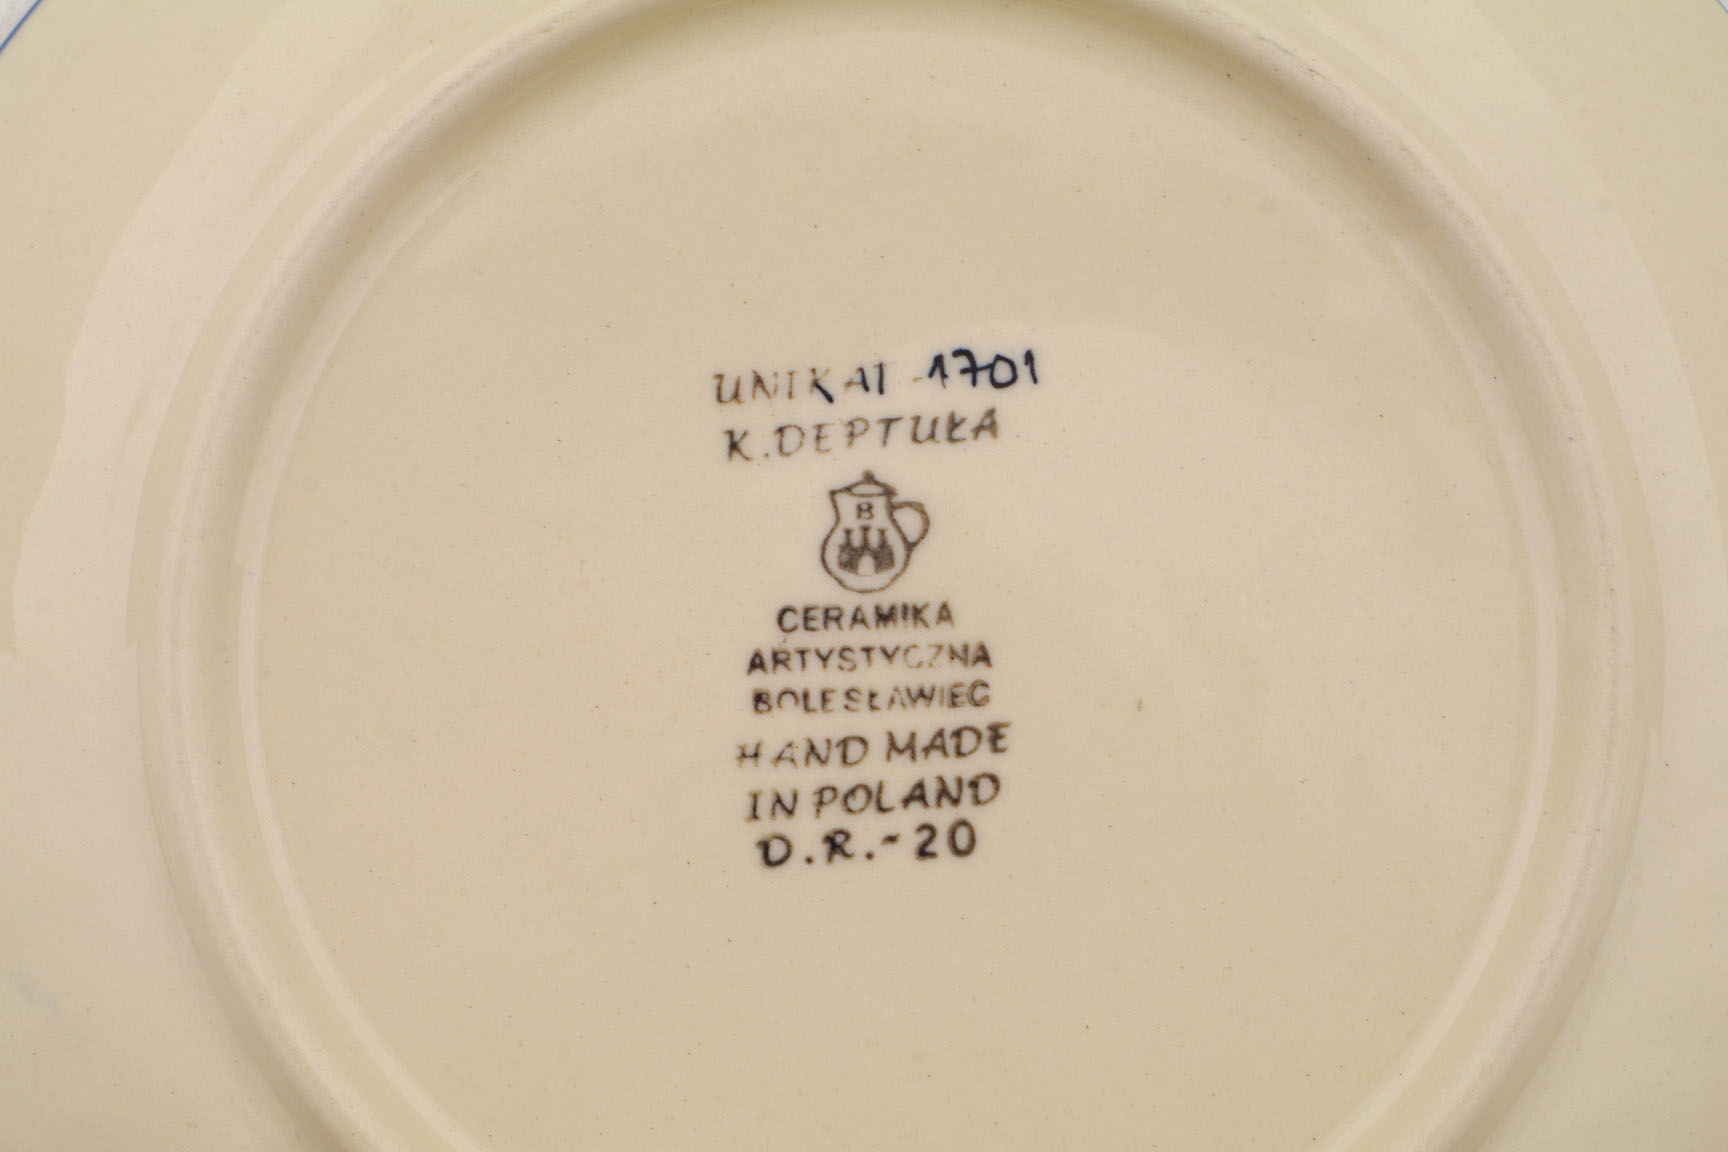 UNIKAT -1701
K.DEPTUŁA
B
CERAMIKA
ARTYSTYCZNA
BOLESŁAWIEC
HAND MADE
IN POLAND
D.R.-20